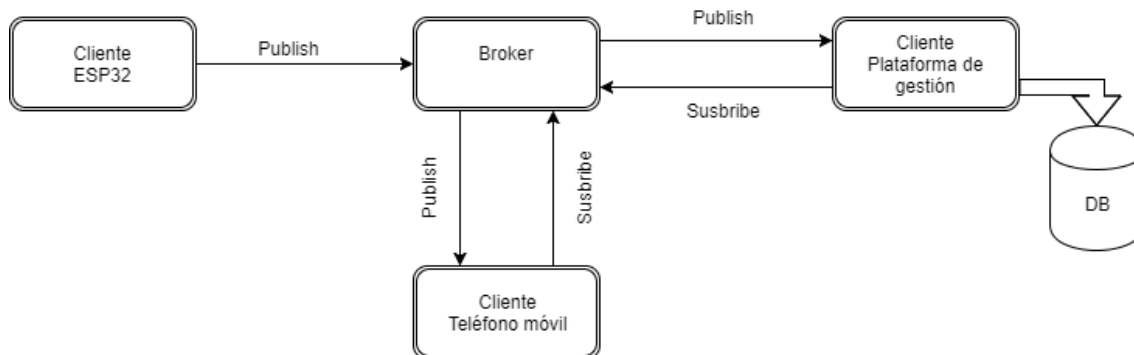 Cliente
ESP32
Publish
Broker
Publish
Susbribe
Cliente
Plataforma de
gestión
DB
Publish
Susbribe
Cliente
Teléfono móvil